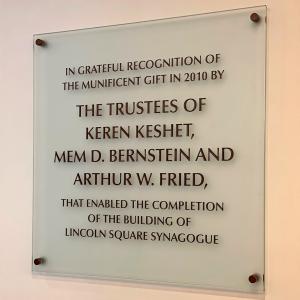 IN GRATEFUL RECOGNITION OF
THE MUNIFICENT GIFT IN 2010 BY
THE TRUSTEES OF
KEREN KESHET,
MEM D. BERNSTEIN AND
ARTHUR W. FRIED,
THAT ENABLED THE COMPLETION
OF THE BUILDING OF
LINCOLN SQUARE SYNAGOGUE